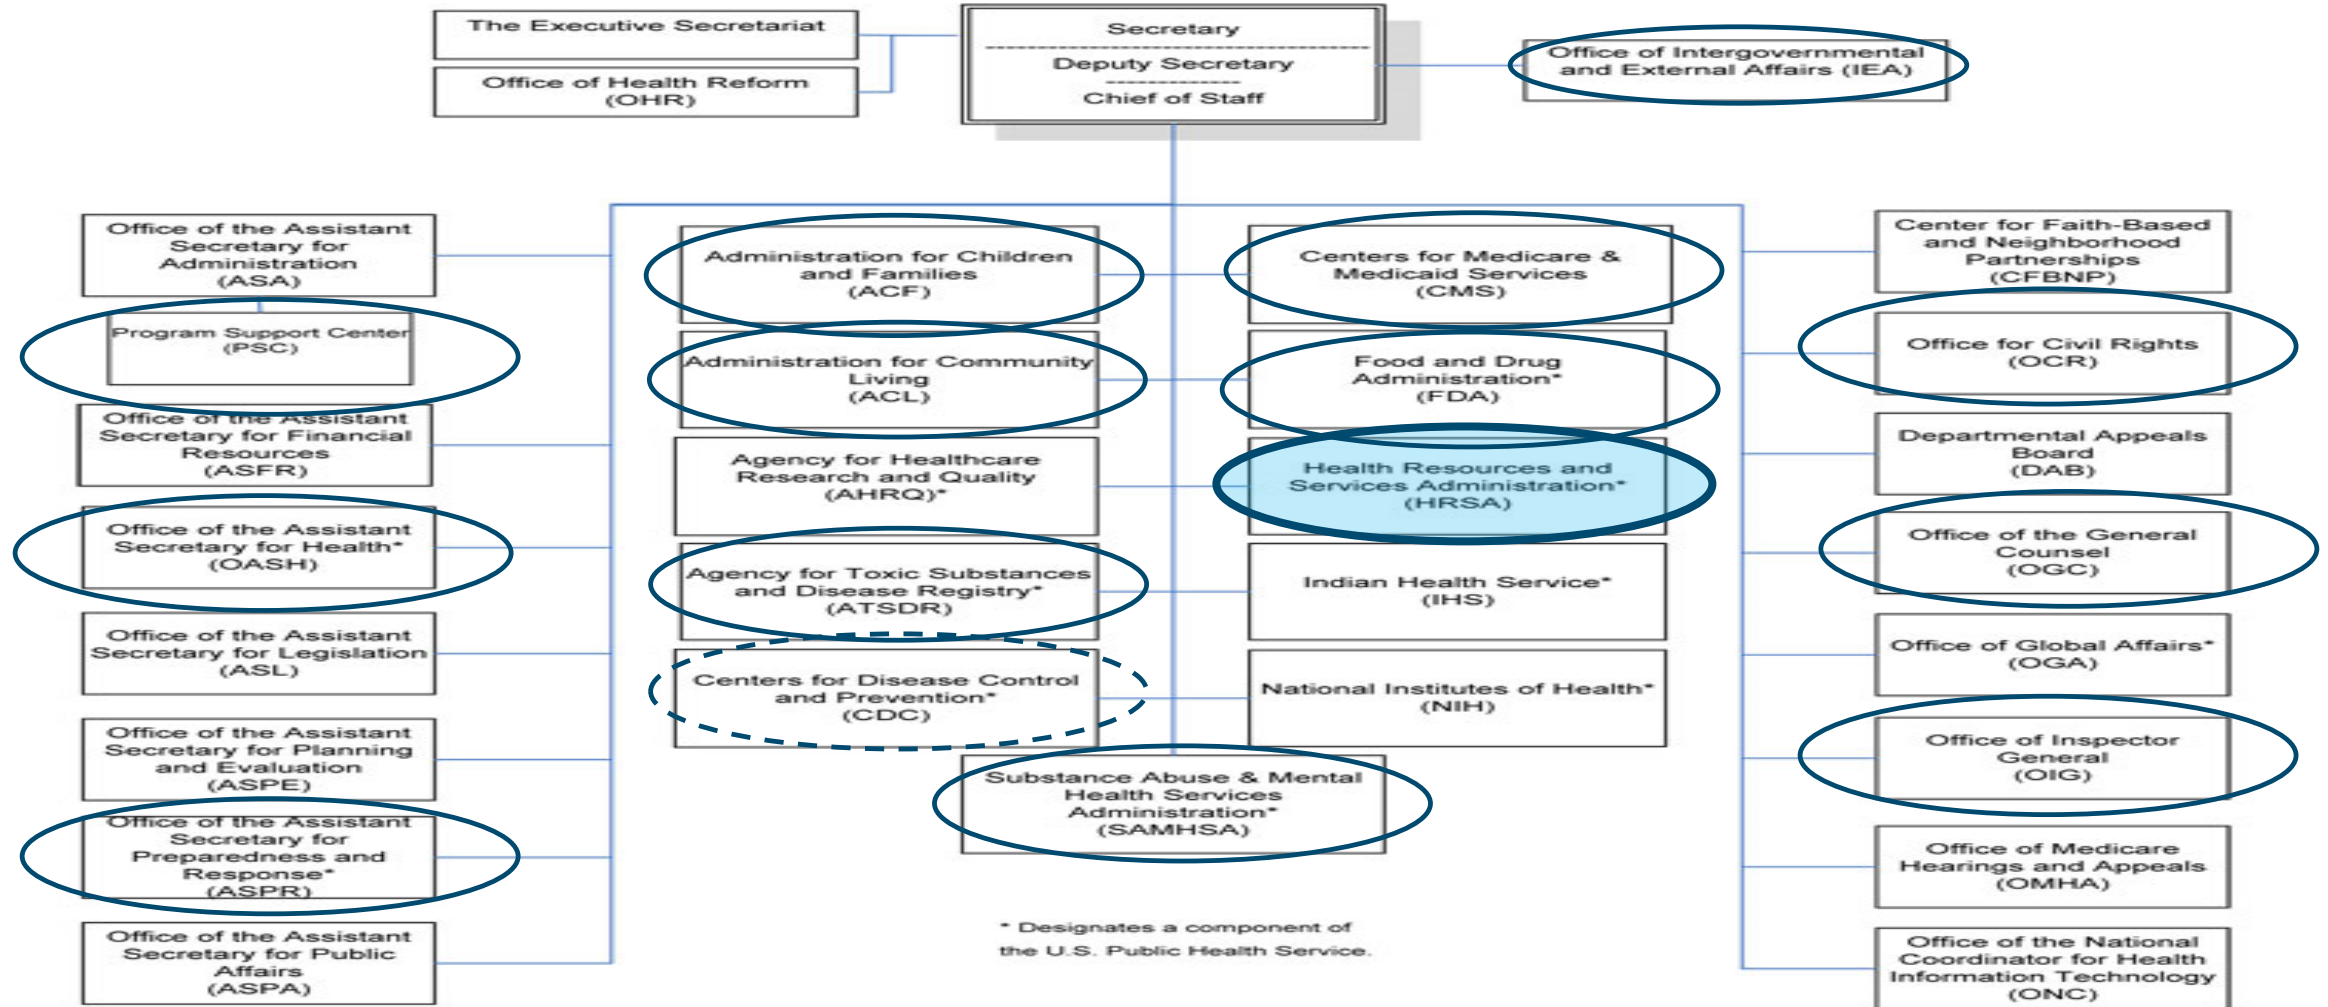 The Executive Secretariat
Office of Health Reform
(OHR)
Secretary
Deputy Secretary
Chief of Staff
Office of Intergovernmental
and External Affairs (IEA)
Office of the Assistant
Secretary for
Administration
(ASA)
Program Support Center
(PSC)
Office of the Assistant
Secretary for Financial
Resources
(ASFR)
Office of the Assistant
Secretary for Health*
(OASH)
Office of the Assistant
Secretary for Legislation
(ASL)
Office of the Assistant
Secretary for Planning
and Evaluation
(ASPE)
Office of the Assistant
Secretary for
Preparedness and
Response*
(ASPR)
Office of the Assistant
Secretary for Public
Affairs
(ASPA)
Administration for Children
and Families
(ACF)
Administration for Community
Living
(ACL)
Agency for Healthcare
Research and Quality
(AHRQ)*
Agency for Toxic Substances
and Disease Registry*
(ATSDR)
Centers for Disease Control
and Prevention*
(CDC)
Centers for Medicare &
Medicaid Services
(CMS)
Food and Drug
Administration*
(FDA)
Health Resources and
Services Administration*
(HRSA)
Indian Health Service*
(IHS)
National Institutes of Health*
(NIH)
Substance Abuse & Mental
Health Services
Administration*
(SAMHSA)
* Designates a component of
the U.S. Public Health Service.
Center for Faith-Based
and Neighborhood
Partnerships
(CFBNP)
Office for Civil Rights
(OCR)
Departmental Appeals
Board
(DAB)
Office of the General
Counsel
(OGC)
Office of Global Affairs*
(OGA)
Office of Inspector
General
(OIG)
Office of Medicare
Hearings and Appeals
(OMHA)
Office of the National
Coordinator for Health
Information Technology
(ONC)